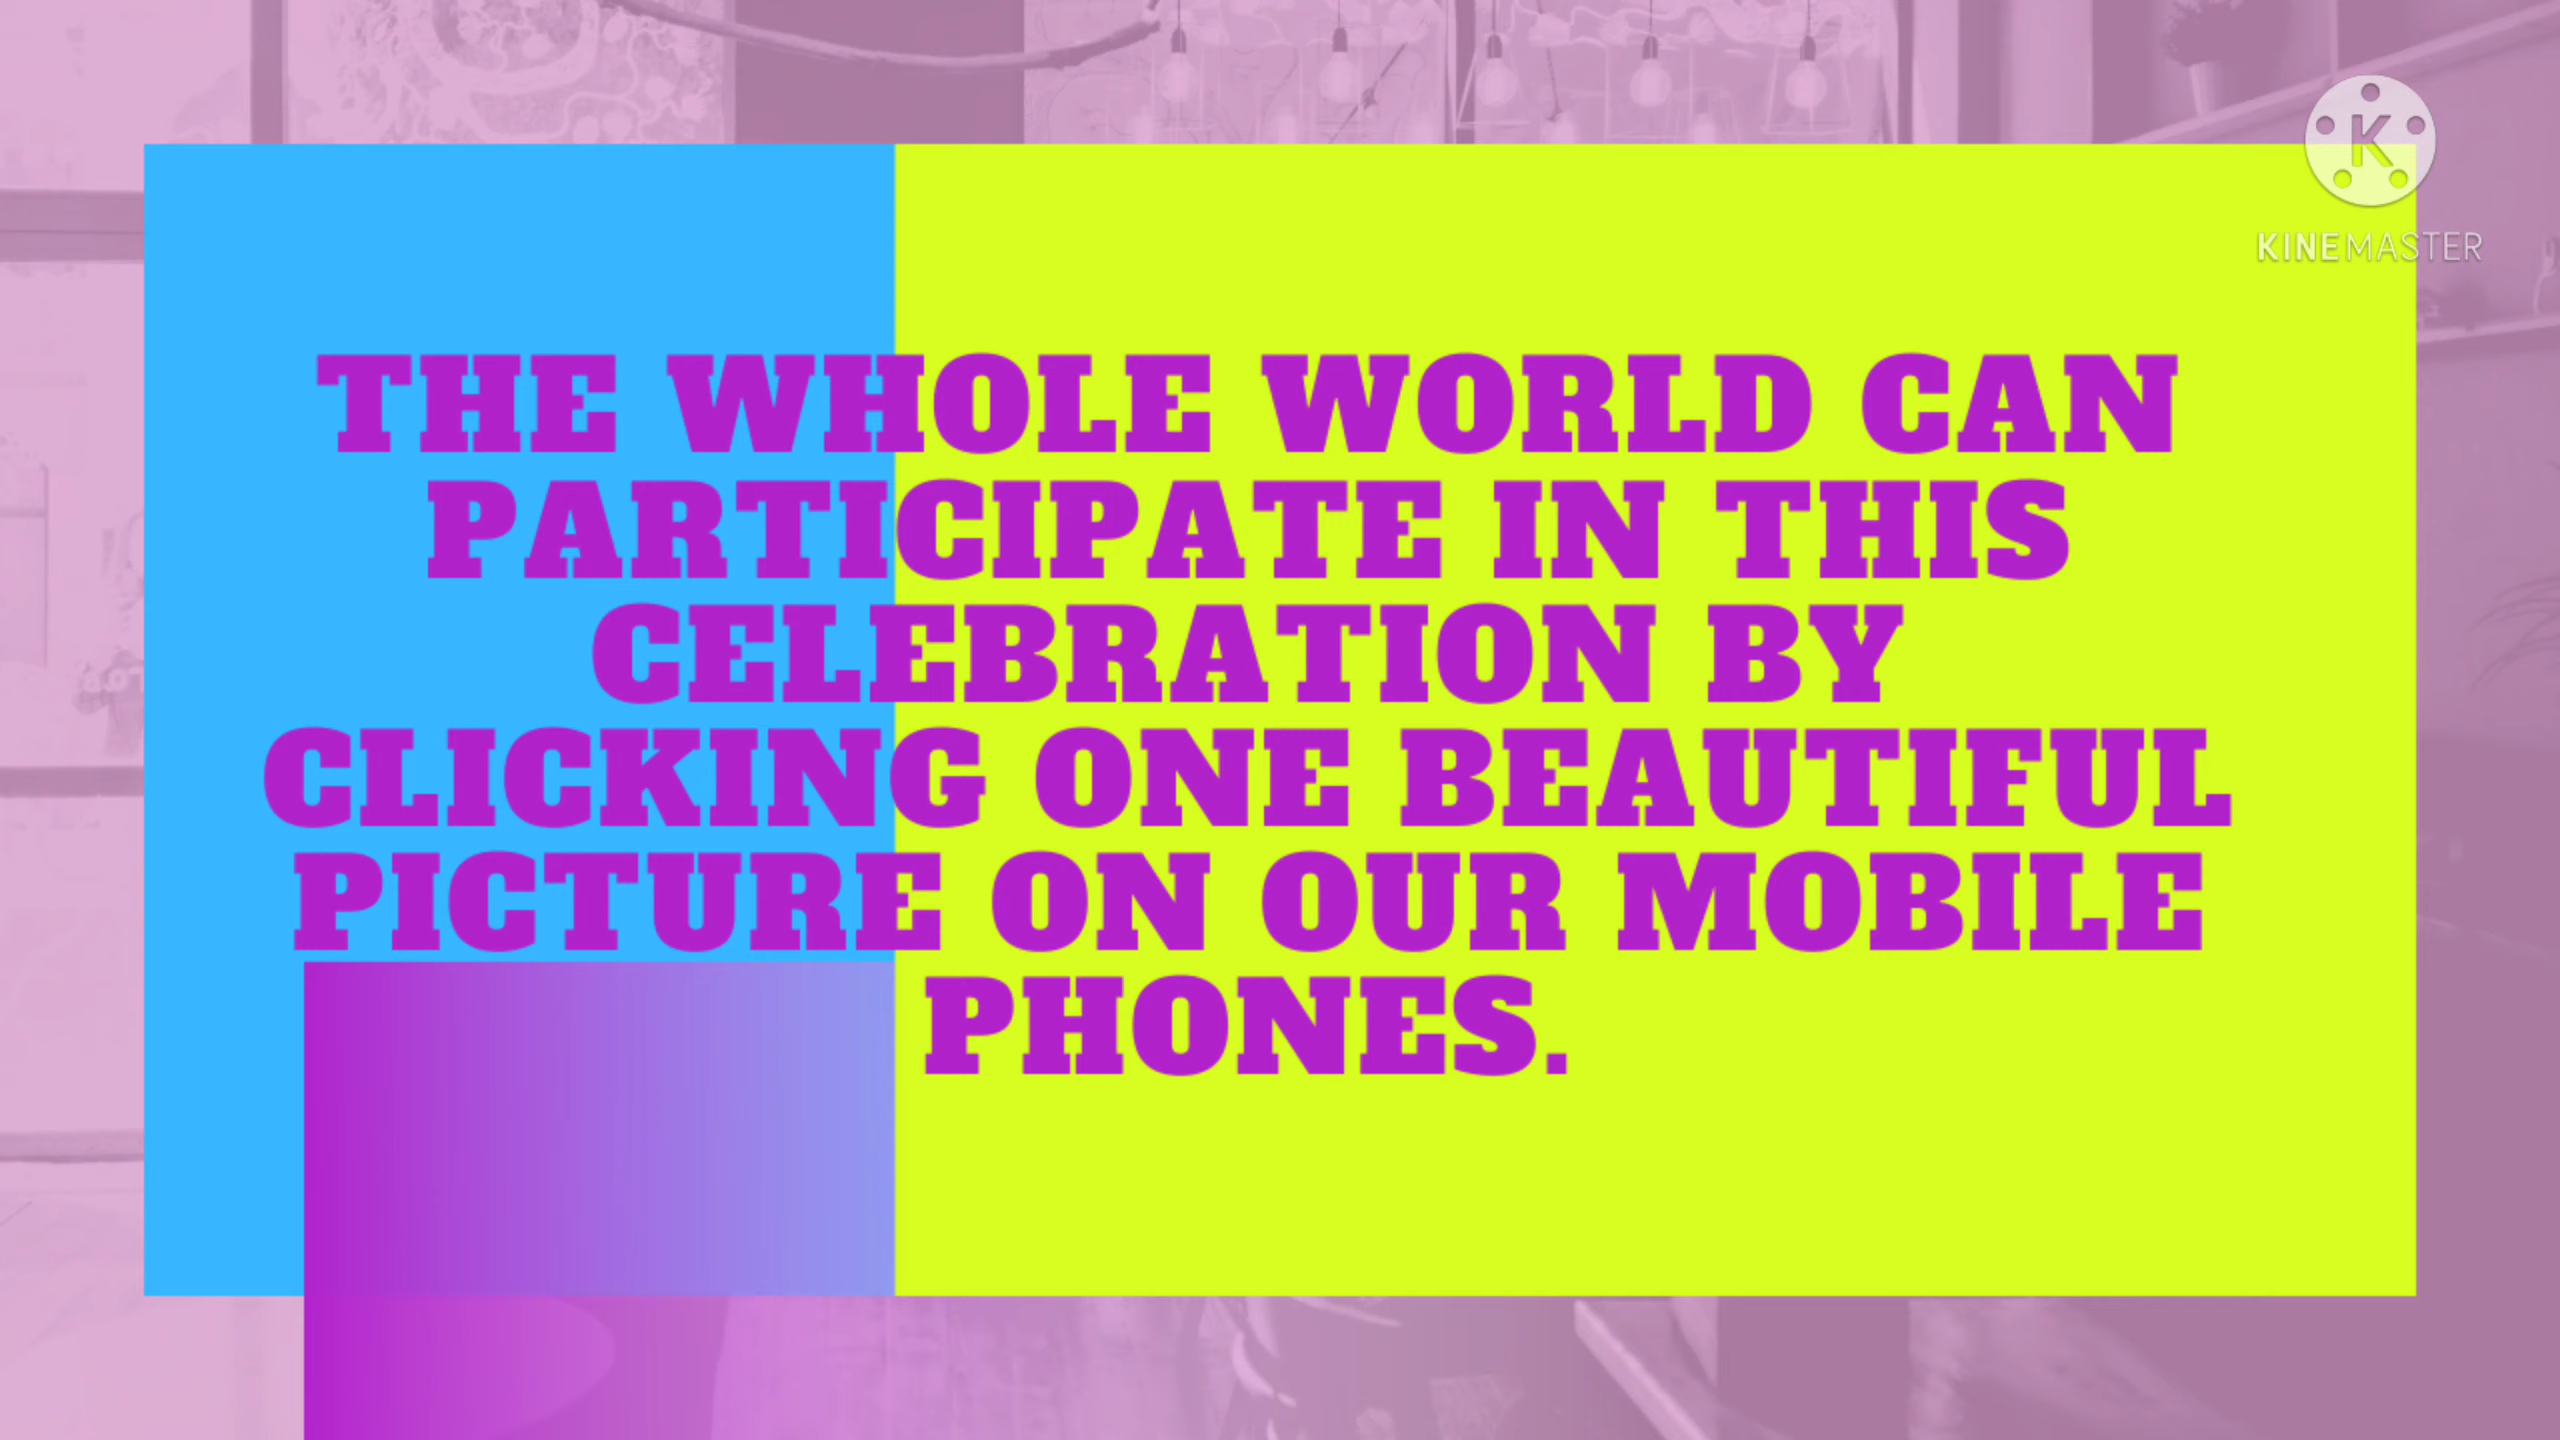 K
KINEMASTER
THE WHOLE WORLD CAN
PARTICIPATE IN THIS
CELEBRATION BY
CLICKING ONE BEAUTIFUL
PICTURE ON OUR MOBILE
PHONES.